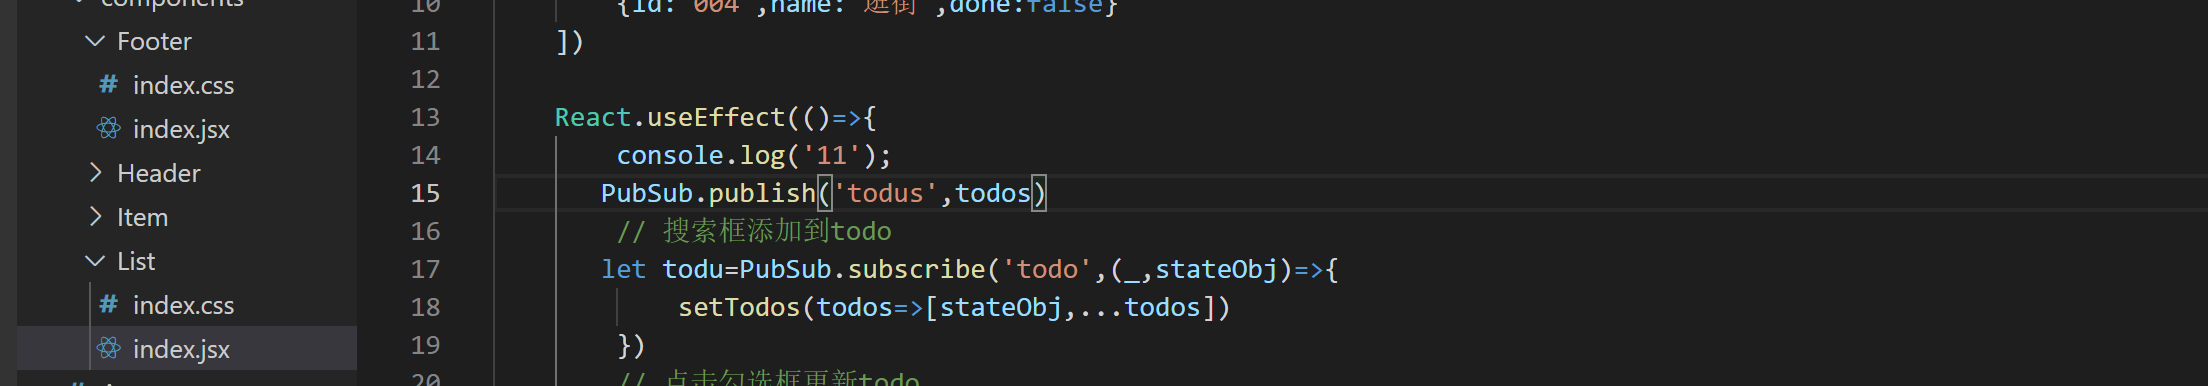 components
Footer
# index.css
index.jsx
Header
Item
List
# index.css
index.jsx
10 {id:'004',name:'逛街',done:false}
11 ])
12
13 React.useEffect(()=>{
14 console.log('11');
15 PubSub.publish('todus',todos)
16 // 搜索框添加到todo
17 let todu=PubSub.subscribe('todo',(_,stateObj)=>{
18 setTodos(todos=>[stateObj,...todos])
19 })
20 // 点击勾选框更新todo